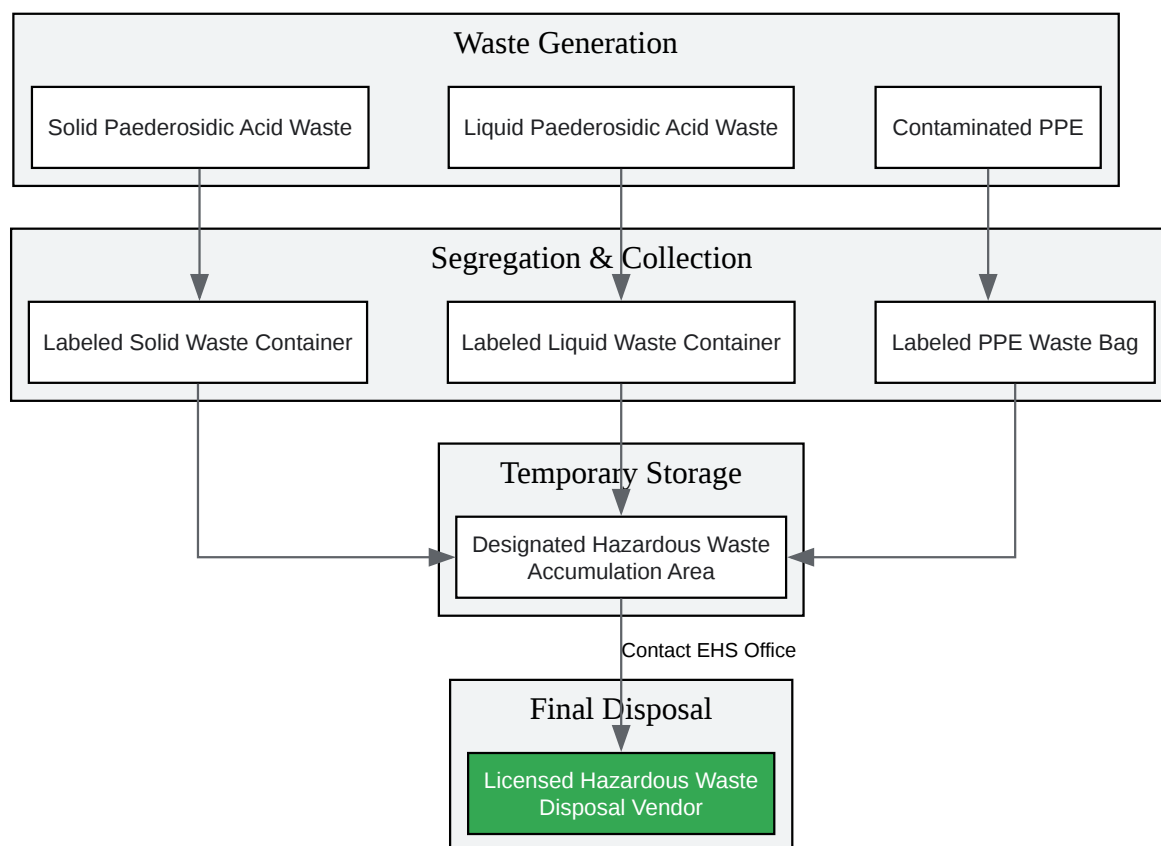 Waste Generation
Solid Paederosidic Acid Waste
Liquid Paederosidic Acid Waste
Contaminated PPE
Segregation & Collection
Labeled Solid Waste Container
Labeled Liquid Waste Container
Labeled PPE Waste Bag
Temporary Storage
Designated Hazardous Waste
Accumulation Area
Contact EHS Office
Final Disposal
Licensed Hazardous Waste
Disposal Vendor